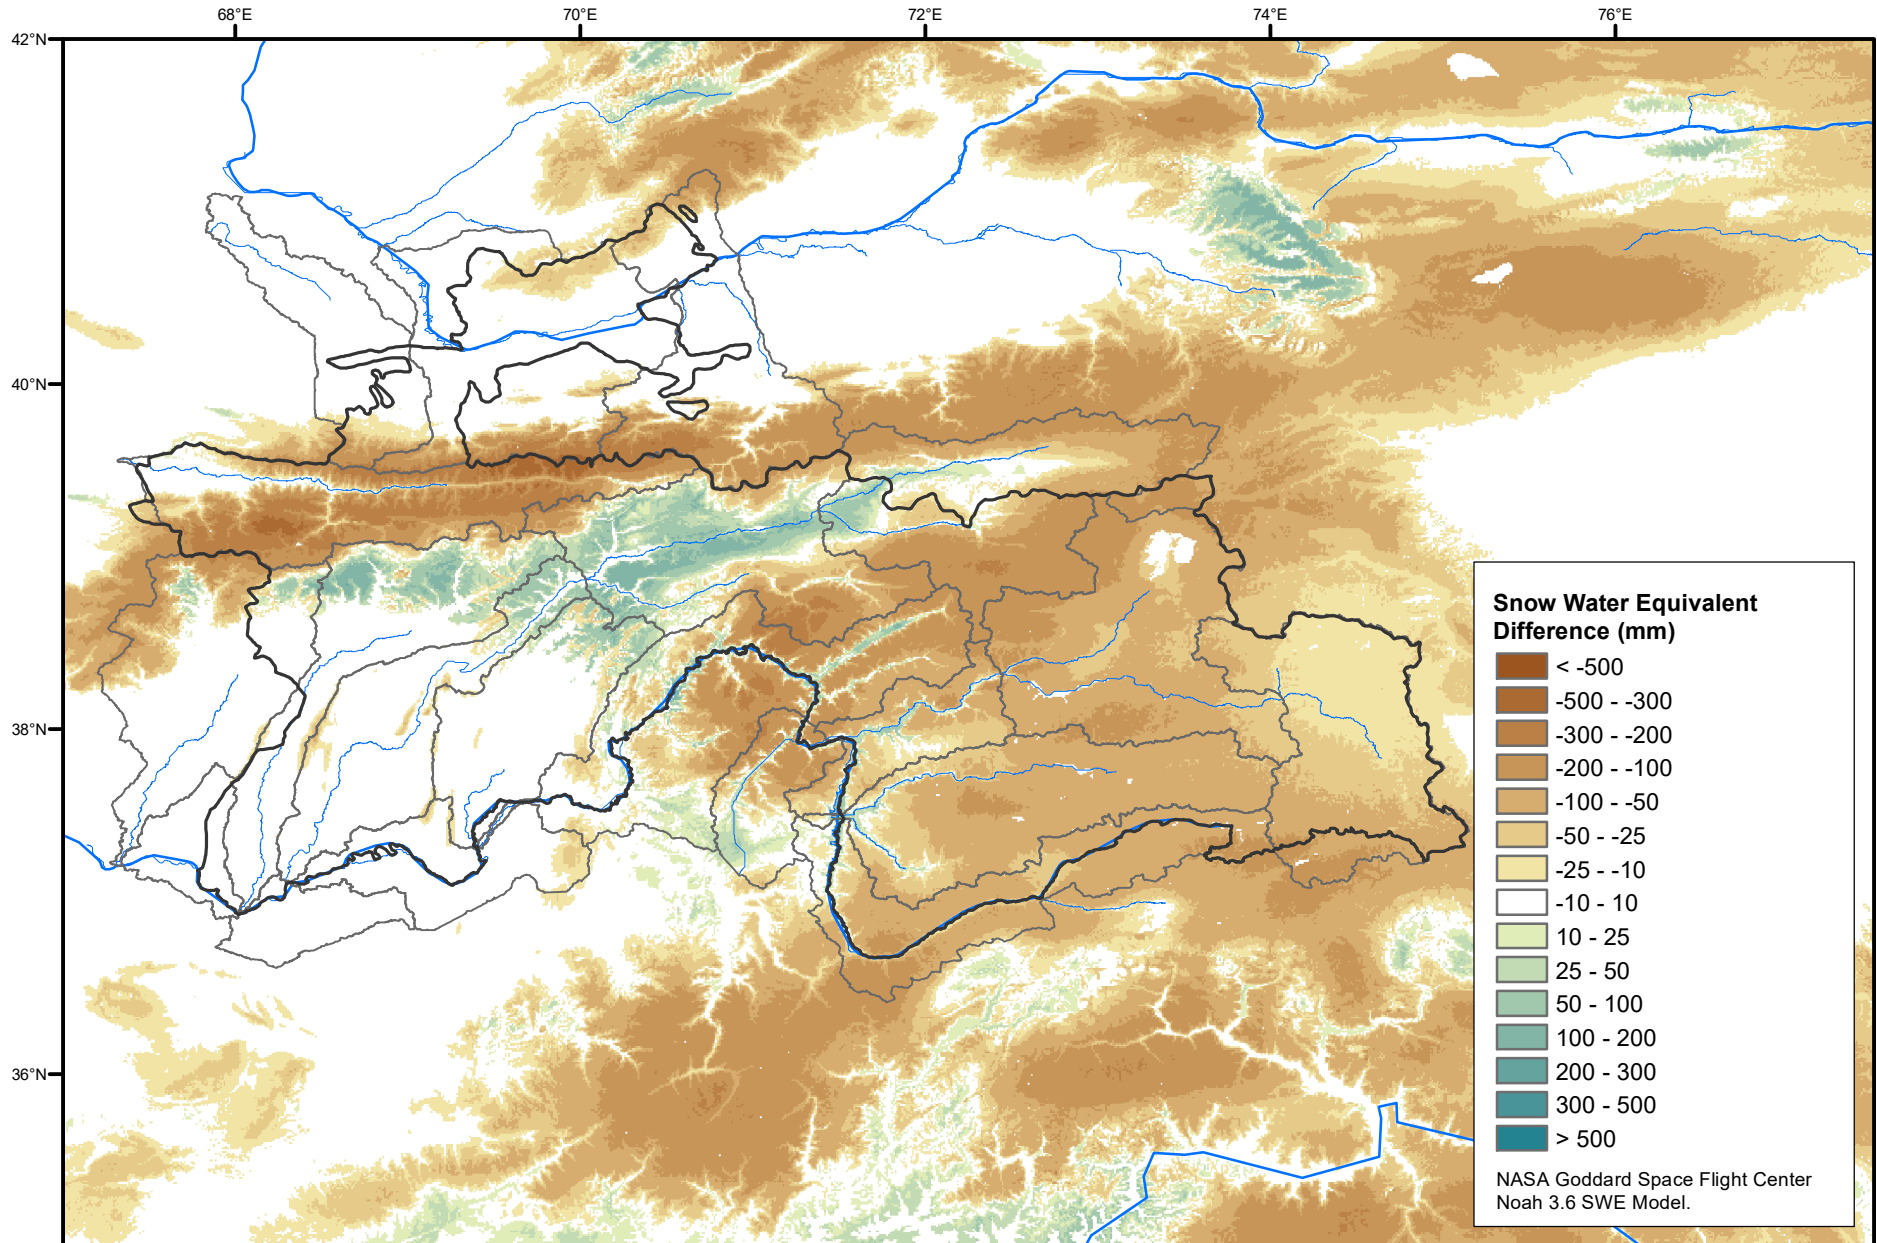 68°E
70°E
72°E
74°E
76°E
42°N
40°N
38°N
36°N
Snow Water Equivalent
Difference (mm)
< -500
-500 - -300
-300 - -200
-200 - -100
-100 - -50
-50 - -25
-25 - -10
-10 - 10
10 - 25
25 - 50
50 - 100
100 - 200
200 - 300
300 - 500
> 500
NASA Goddard Space Flight Center
Noah 3.6 SWE Model.